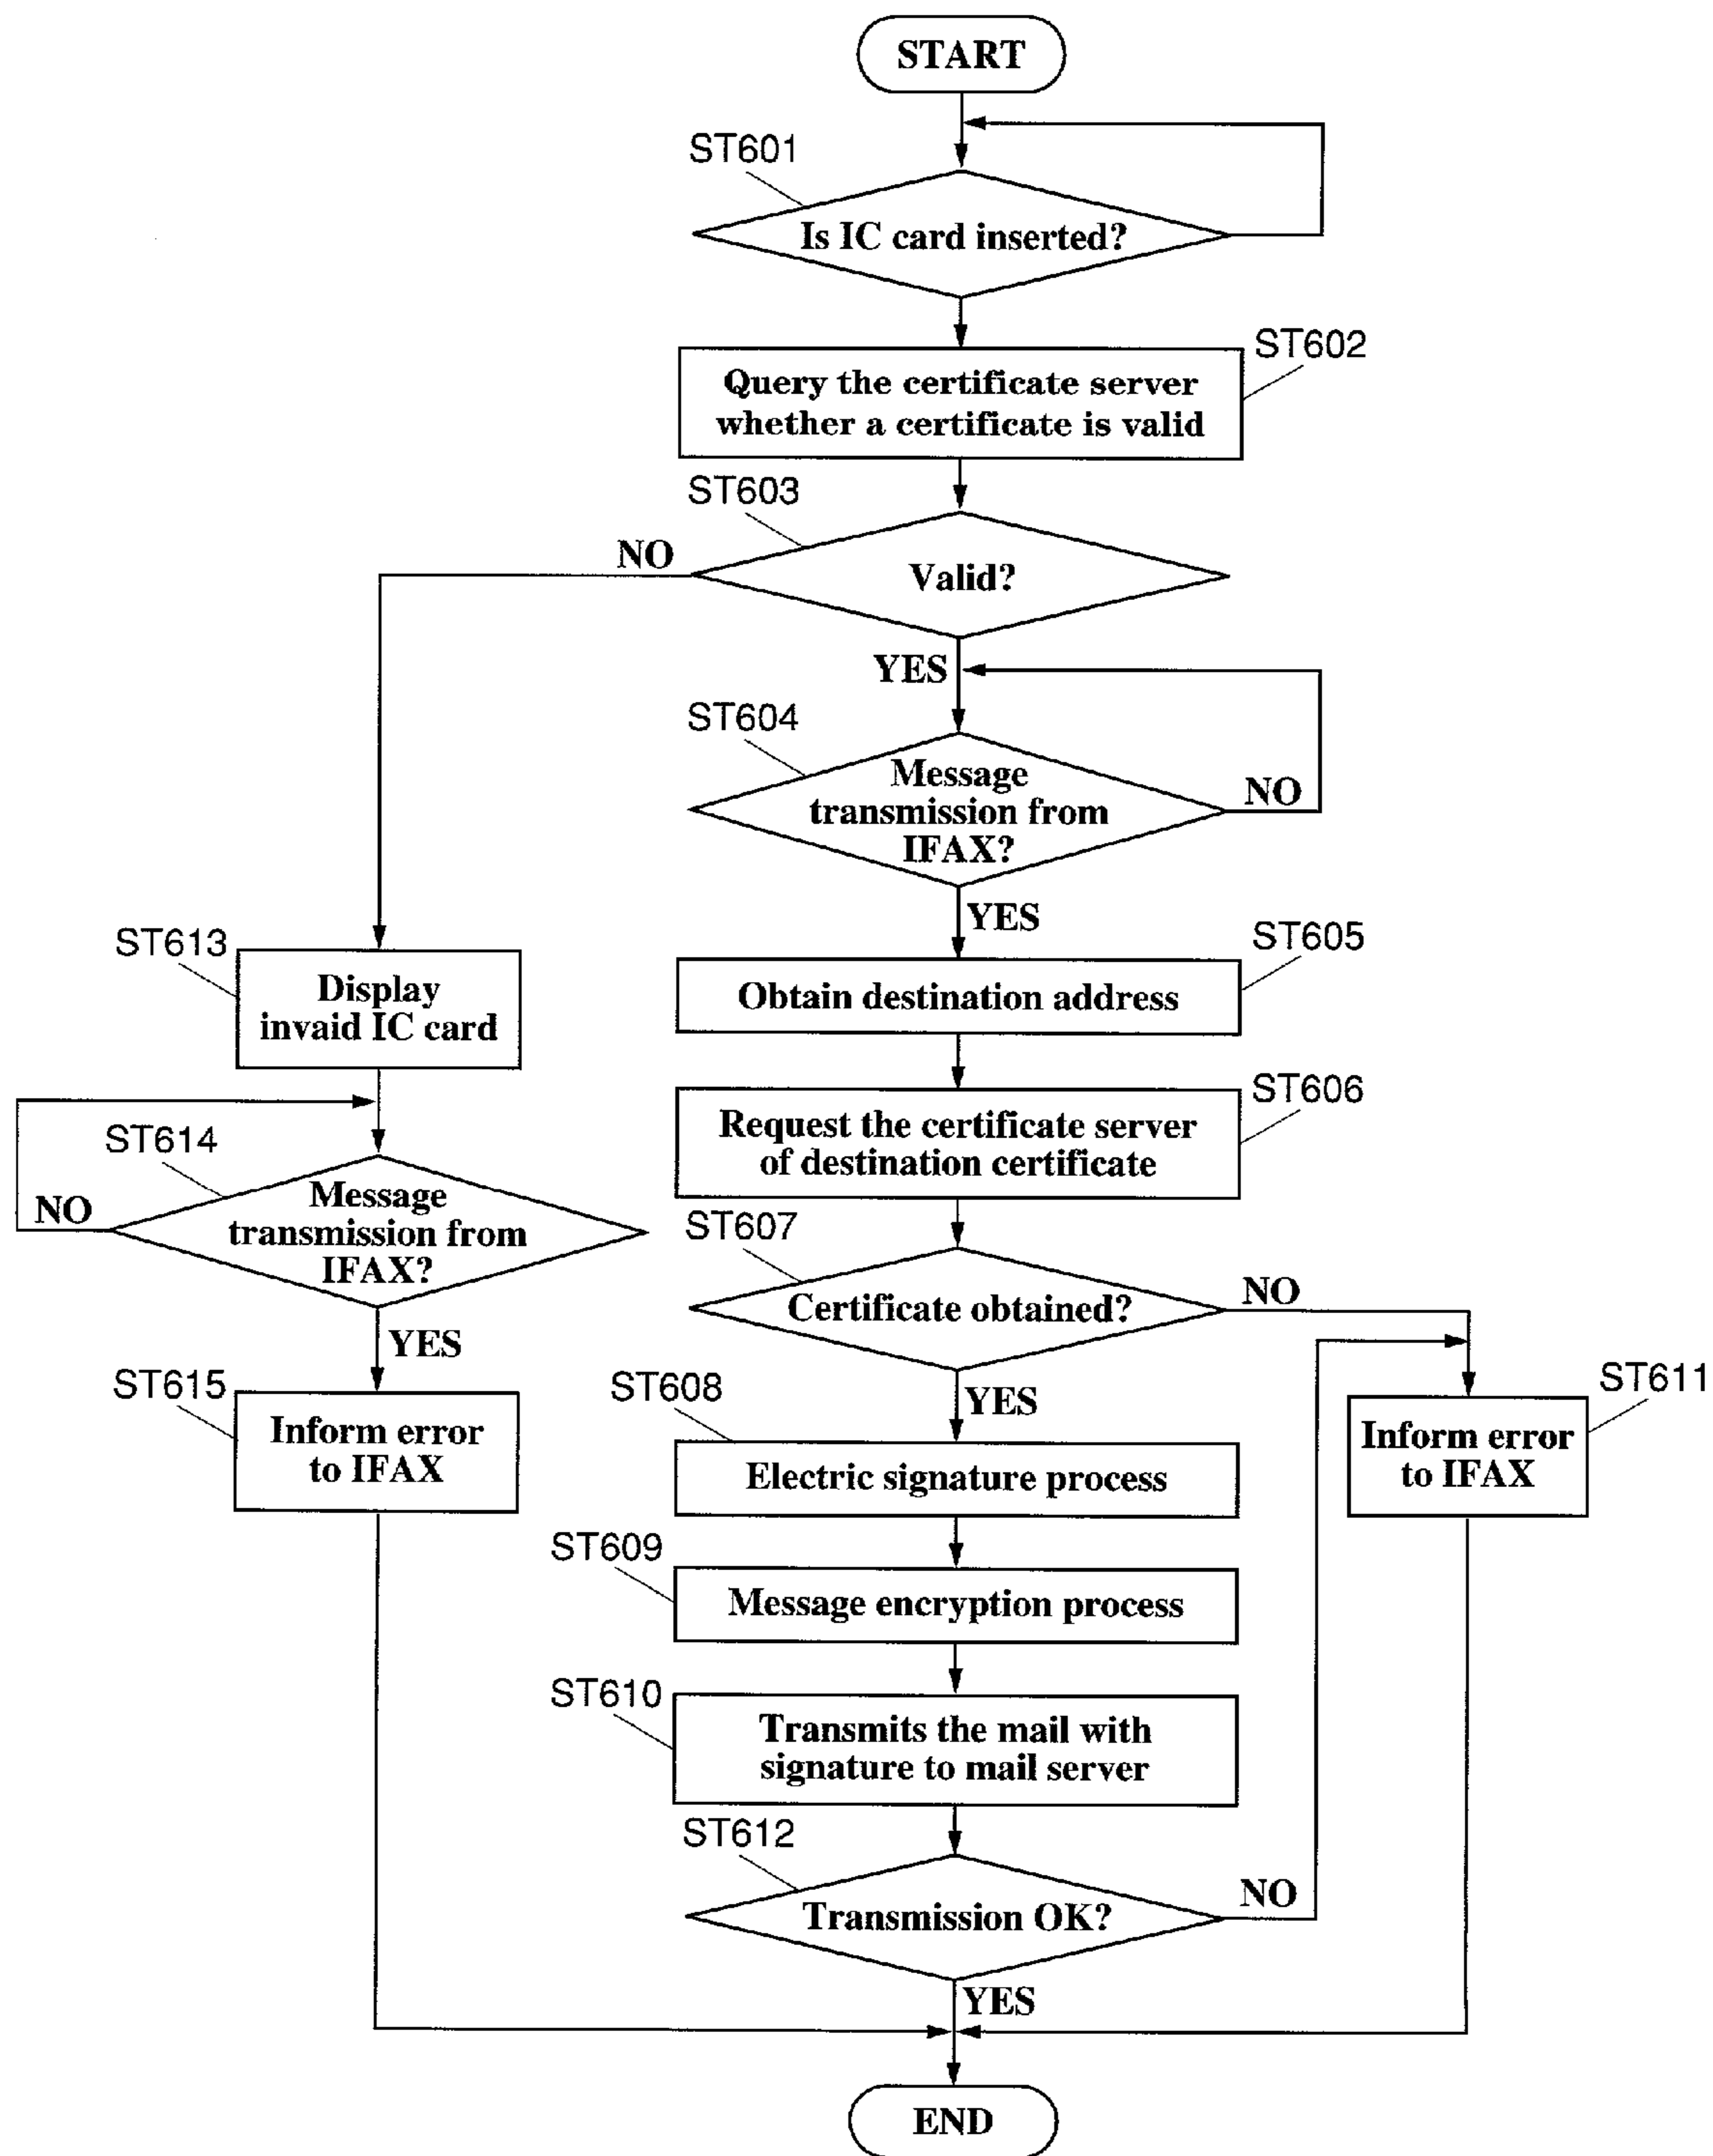 START
ST601
Is IC card inserted?
ST602
Query the certificate server
whether a certificate is valid
ST603
NO
Valid?
YES
ST604
Message
transmission from
IFAX?
NO
YES
ST613
Display
invaid IC card
ST605
Obtain destination address
ST606
Request the certificate server
of destination certificate
ST614
NO
Message
transmission from
IFAX?
YES
ST607
Certificate obtained?
NO
YES
ST615
Inform error
to IFAX
ST608
Electric signature process
ST611
Inform error
to IFAX
ST609
Message encryption process
ST610
Transmits the mail with
signature to mail server
ST612
Transmission OK?
NO
YES
END